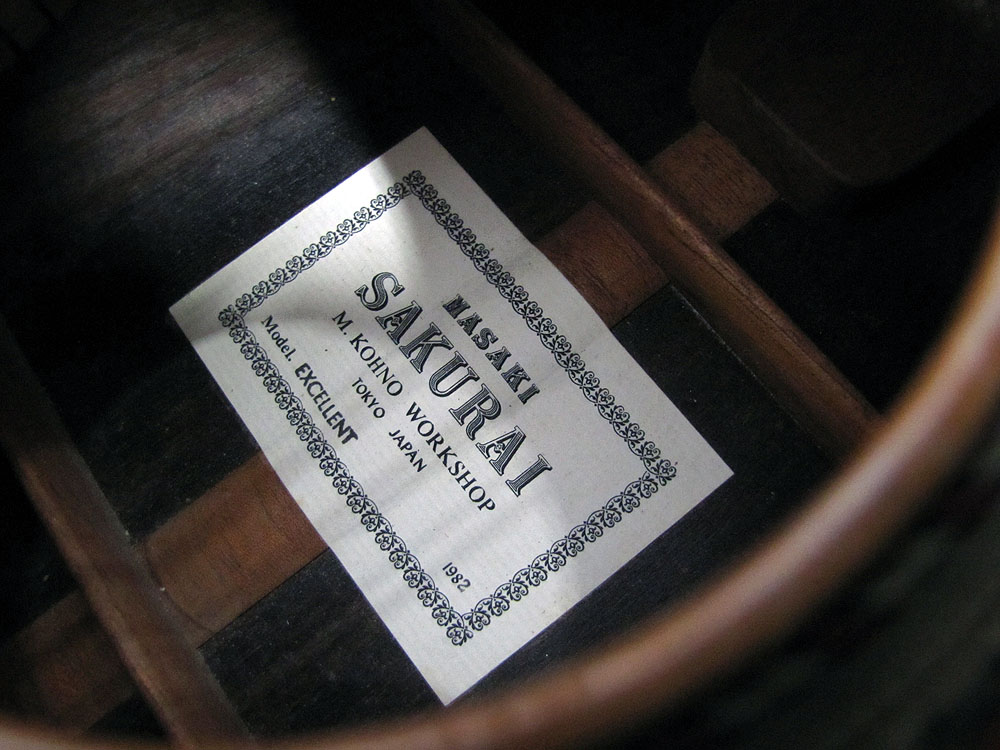 MASAKI
SAKURAI
M. KOHNO WORKSHOP
TOKYO JAPAN
Model. EXCELLENT
1982